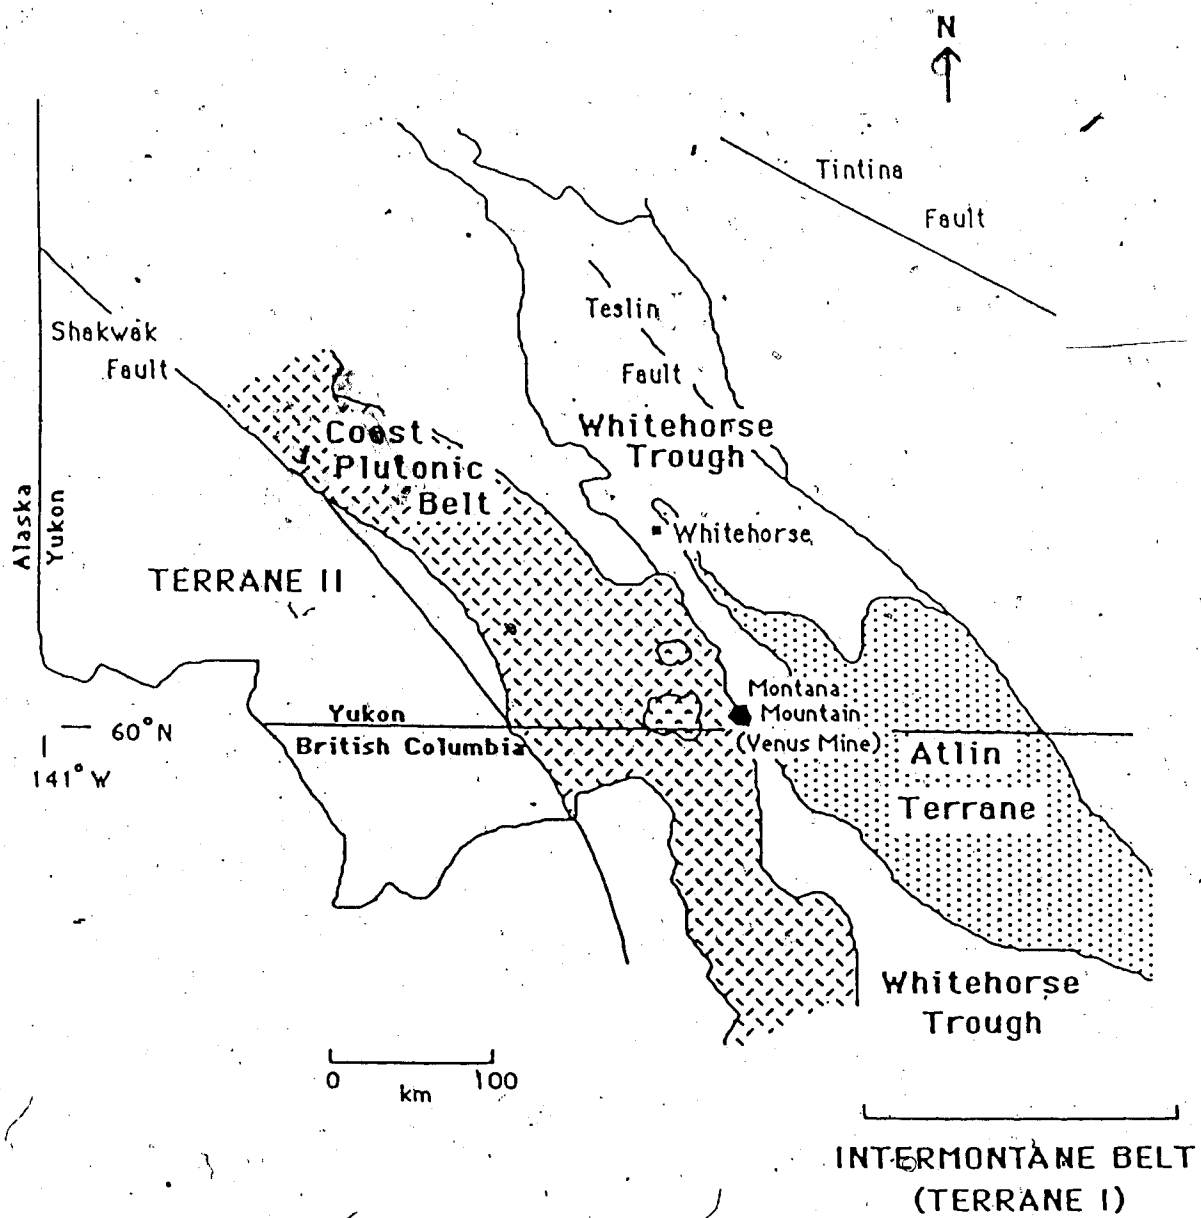 N
Tintina
Fault
Teslin
Fault
Shakwak
Fault
Whitehorse
Trough
Coast
Plutonic
Belt
Alaska
Yukon
Whitehorse
TERRANE II
Montana
Mountain
(Venus Mine)
Yukon
British Columbia
60°N
141°W
Atlin
Terrane
Whitehorse
Trough
0 100
km
INTERMONTANE BELT
(TERRANE I)